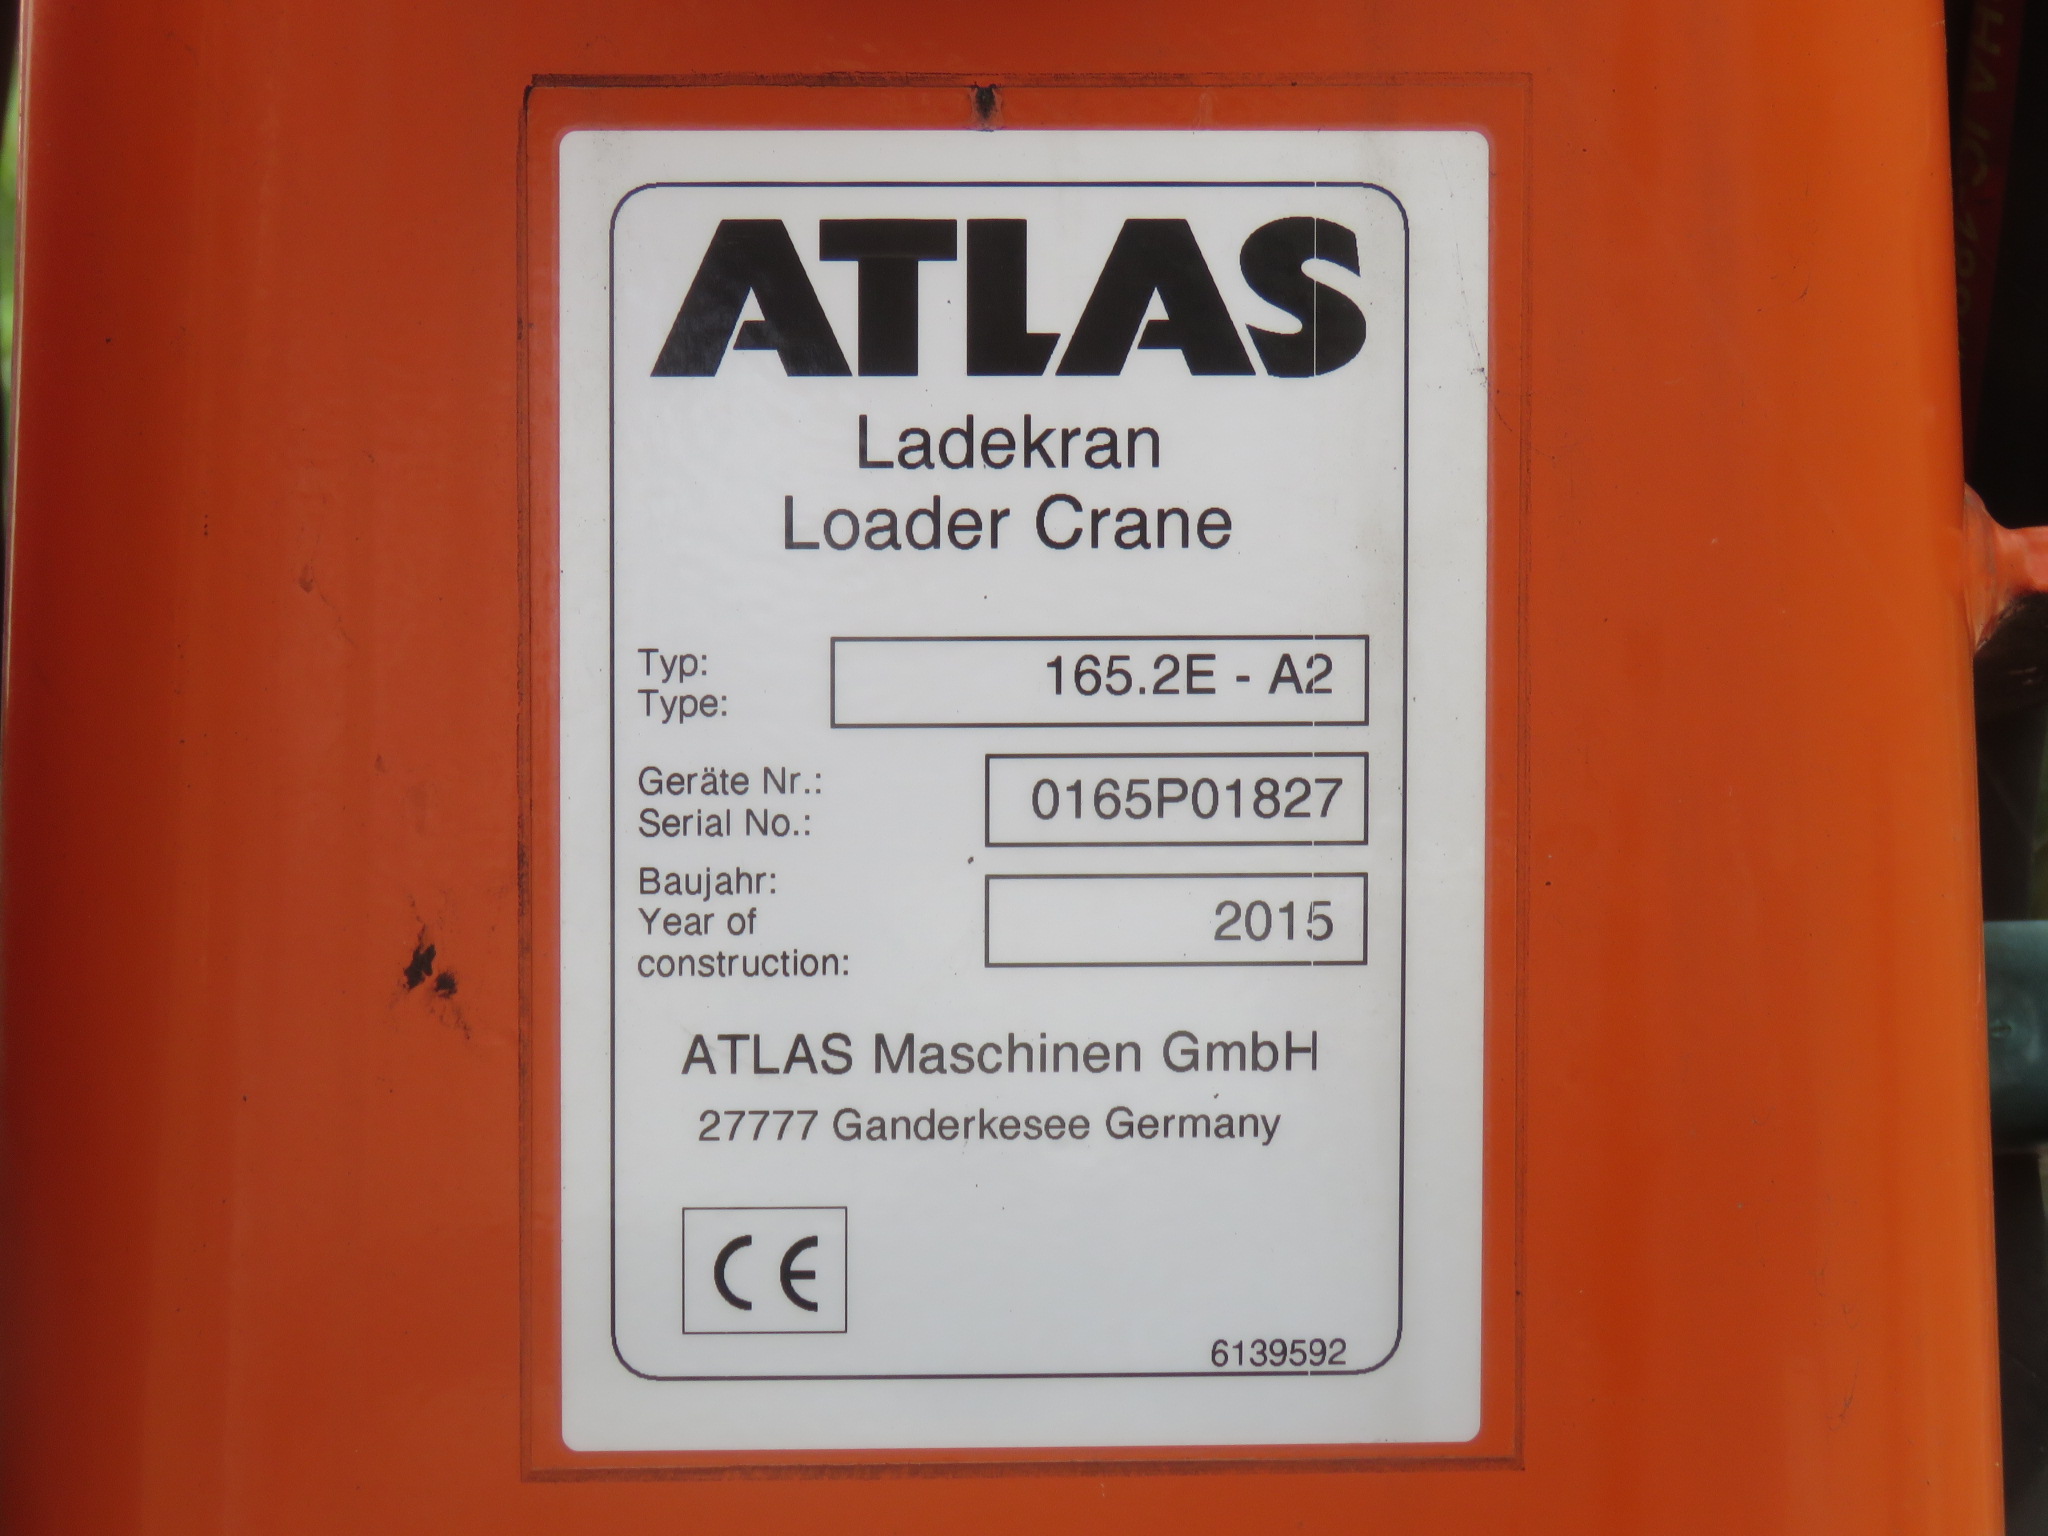 ATLAS
Ladekran
Loader Crane
Typ:
Type:
165.2E - A2
Geräte Nr.:
Serial No.:
0165P01827
Baujahr:
Year of
construction:
2015
ATLAS Maschinen GmbH
27777 Ganderkesee Germany
CE
6139592